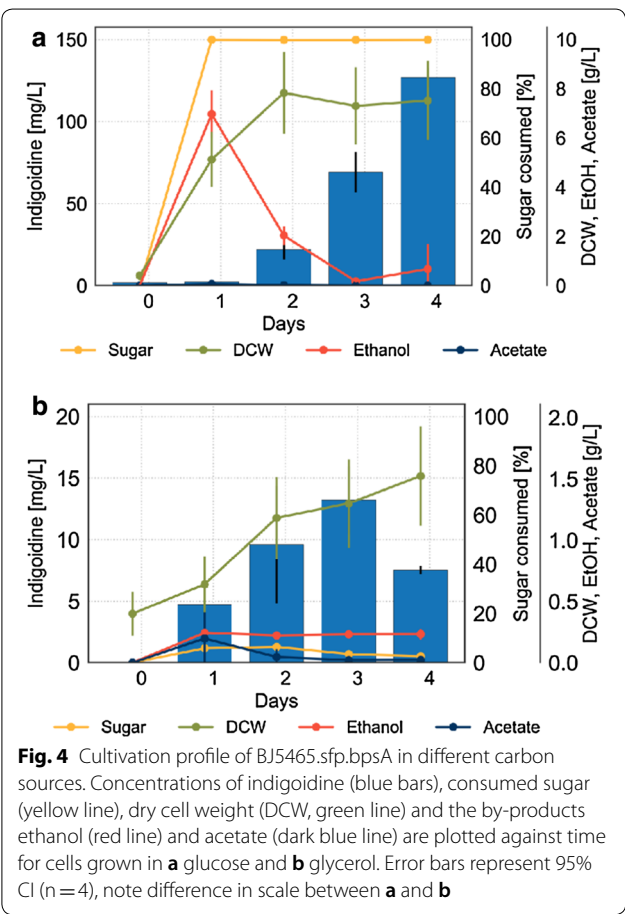 a
150
100
50
0
Indigoidine [mg/L]
100
80
60
40
20
0
Sugar cosumed [%]
10
8
6
4
2
0
DCW, EtOH, Acetate [g/L]
0 1 2 3 4
Days
Sugar DCW Ethanol Acetate
b
20
15
10
5
0
Indigoidine [mg/L]
100
80
60
40
20
0
Sugar consumed [%]
2.0
1.5
1.0
0.5
0.0
DCW, EtOH, Acetate [g/L]
0 1 2 3 4
Days
Sugar DCW Ethanol Acetate
Fig. 4 Cultivation profile of BJ5465.sfp.bpsA in different carbon
sources. Concentrations of indigoidine (blue bars), consumed sugar
(yellow line), dry cell weight (DCW, green line) and the by-products
ethanol (red line) and acetate (dark blue line) are plotted against time
for cells grown in a glucose and b glycerol. Error bars represent 95%
CI (n = 4), note difference in scale between a and b